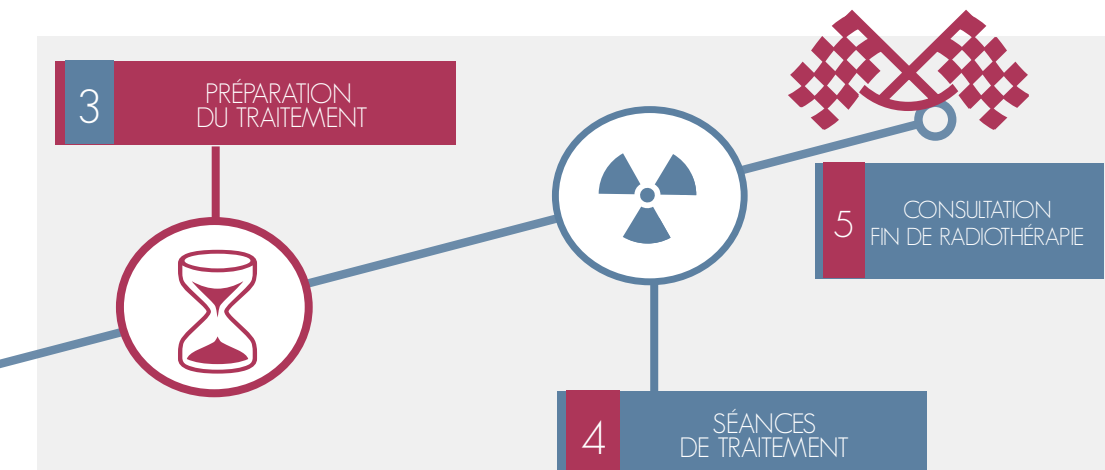 3
PRÉPARATION
DU TRAITEMENT
4
SÉANCES
DE TRAITEMENT
5
CONSULTATION
FIN DE RADIOTHÉRAPIE